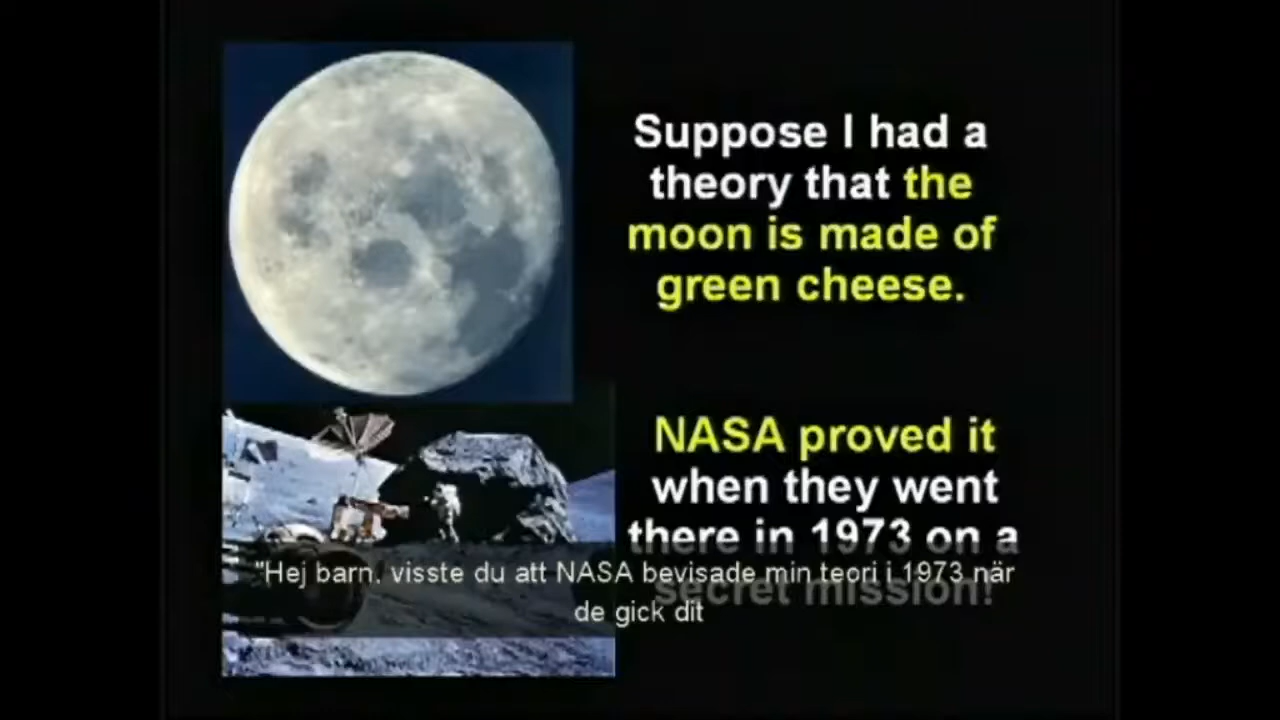 Suppose I had a
theory that the
moon is made of
green cheese.
NASA proved it
when they went
there in 1973 on a
secret mission!
"Hej barn, visste du att NASA bevisade min teori i 1973 när
de gick dit